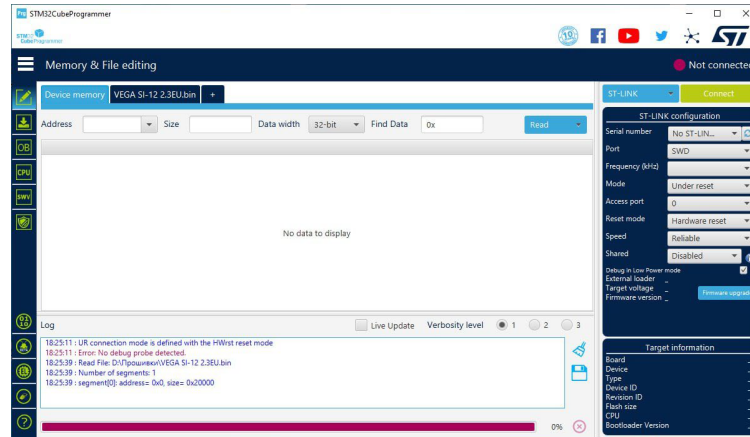 Prg STM32CubeProgrammer
STM32
CubeProgrammer
Memory & File editing
Not connected
Device memory VEGA SI-12 2.3EU.bin +
Address Size Data width 32-bit Find Data 0x Read
No data to display
Log Live Update Verbosity level 1 2 3
18:25:11 : UR connection mode is defined with the HWrst reset mode
18:25:11 : Error: No debug probe detected.
18:25:39 : Read File: D:\Прошивки\VEGA SI-12 2.3EU.bin
18:25:39 : Number of segments: 1
18:25:39 : segment[0]: address= 0x0, size= 0x20000
0%
OB
CPU
SWV
ST-LINK Connect
ST-LINK configuration
Serial number No ST-LIN...
Port SWD
Frequency (kHz)
Mode Under reset
Access port 0
Reset mode Hardware reset
Speed Reliable
Shared Disabled
Debug in Low Power mode
External loader _
Target voltage _
Firmware version _
Firmware upgrade
Target information
Board
Device
Type
Device ID
Revision ID
Flash size
CPU
Bootloader Version